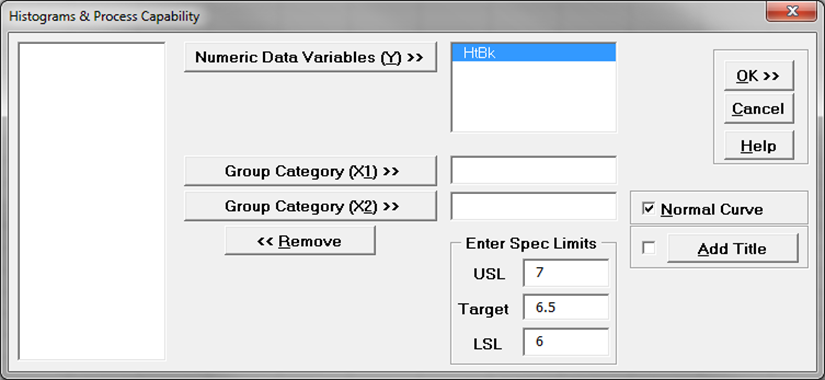 Histograms & Process Capability
Numeric Data Variables (Y) >>
HtBk
OK >>
Cancel
Help
Group Category (X1) >>
Group Category (X2) >>
<< Remove
Normal Curve
Add Title
Enter Spec Limits
USL 7
Target 6.5
LSL 6